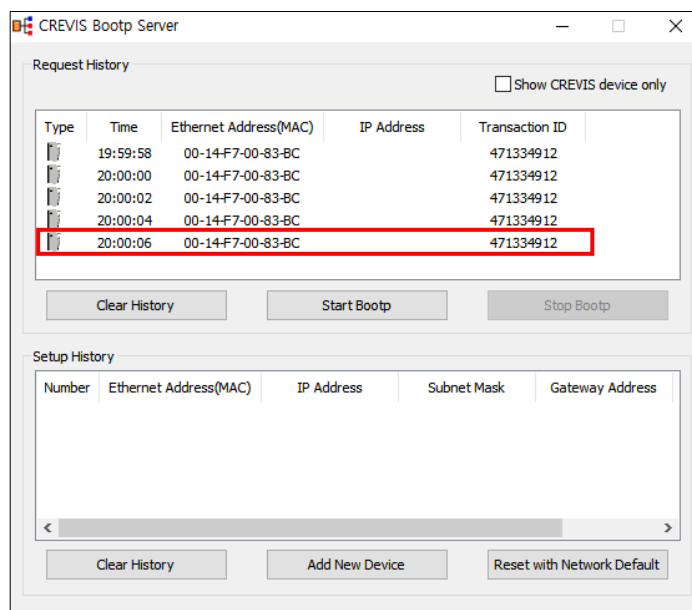 CREVIS Bootp Server
Request History
Show CREVIS device only
Type Time Ethernet Address(MAC) IP Address Transaction ID
19:59:58 00-14-F7-00-83-BC 471334912
20:00:00 00-14-F7-00-83-BC 471334912
20:00:02 00-14-F7-00-83-BC 471334912
20:00:04 00-14-F7-00-83-BC 471334912
20:00:06 00-14-F7-00-83-BC 471334912
Clear History Start Bootp Stop Bootp
Setup History
Number Ethernet Address(MAC) IP Address Subnet Mask Gateway Address
Clear History Add New Device Reset with Network Default